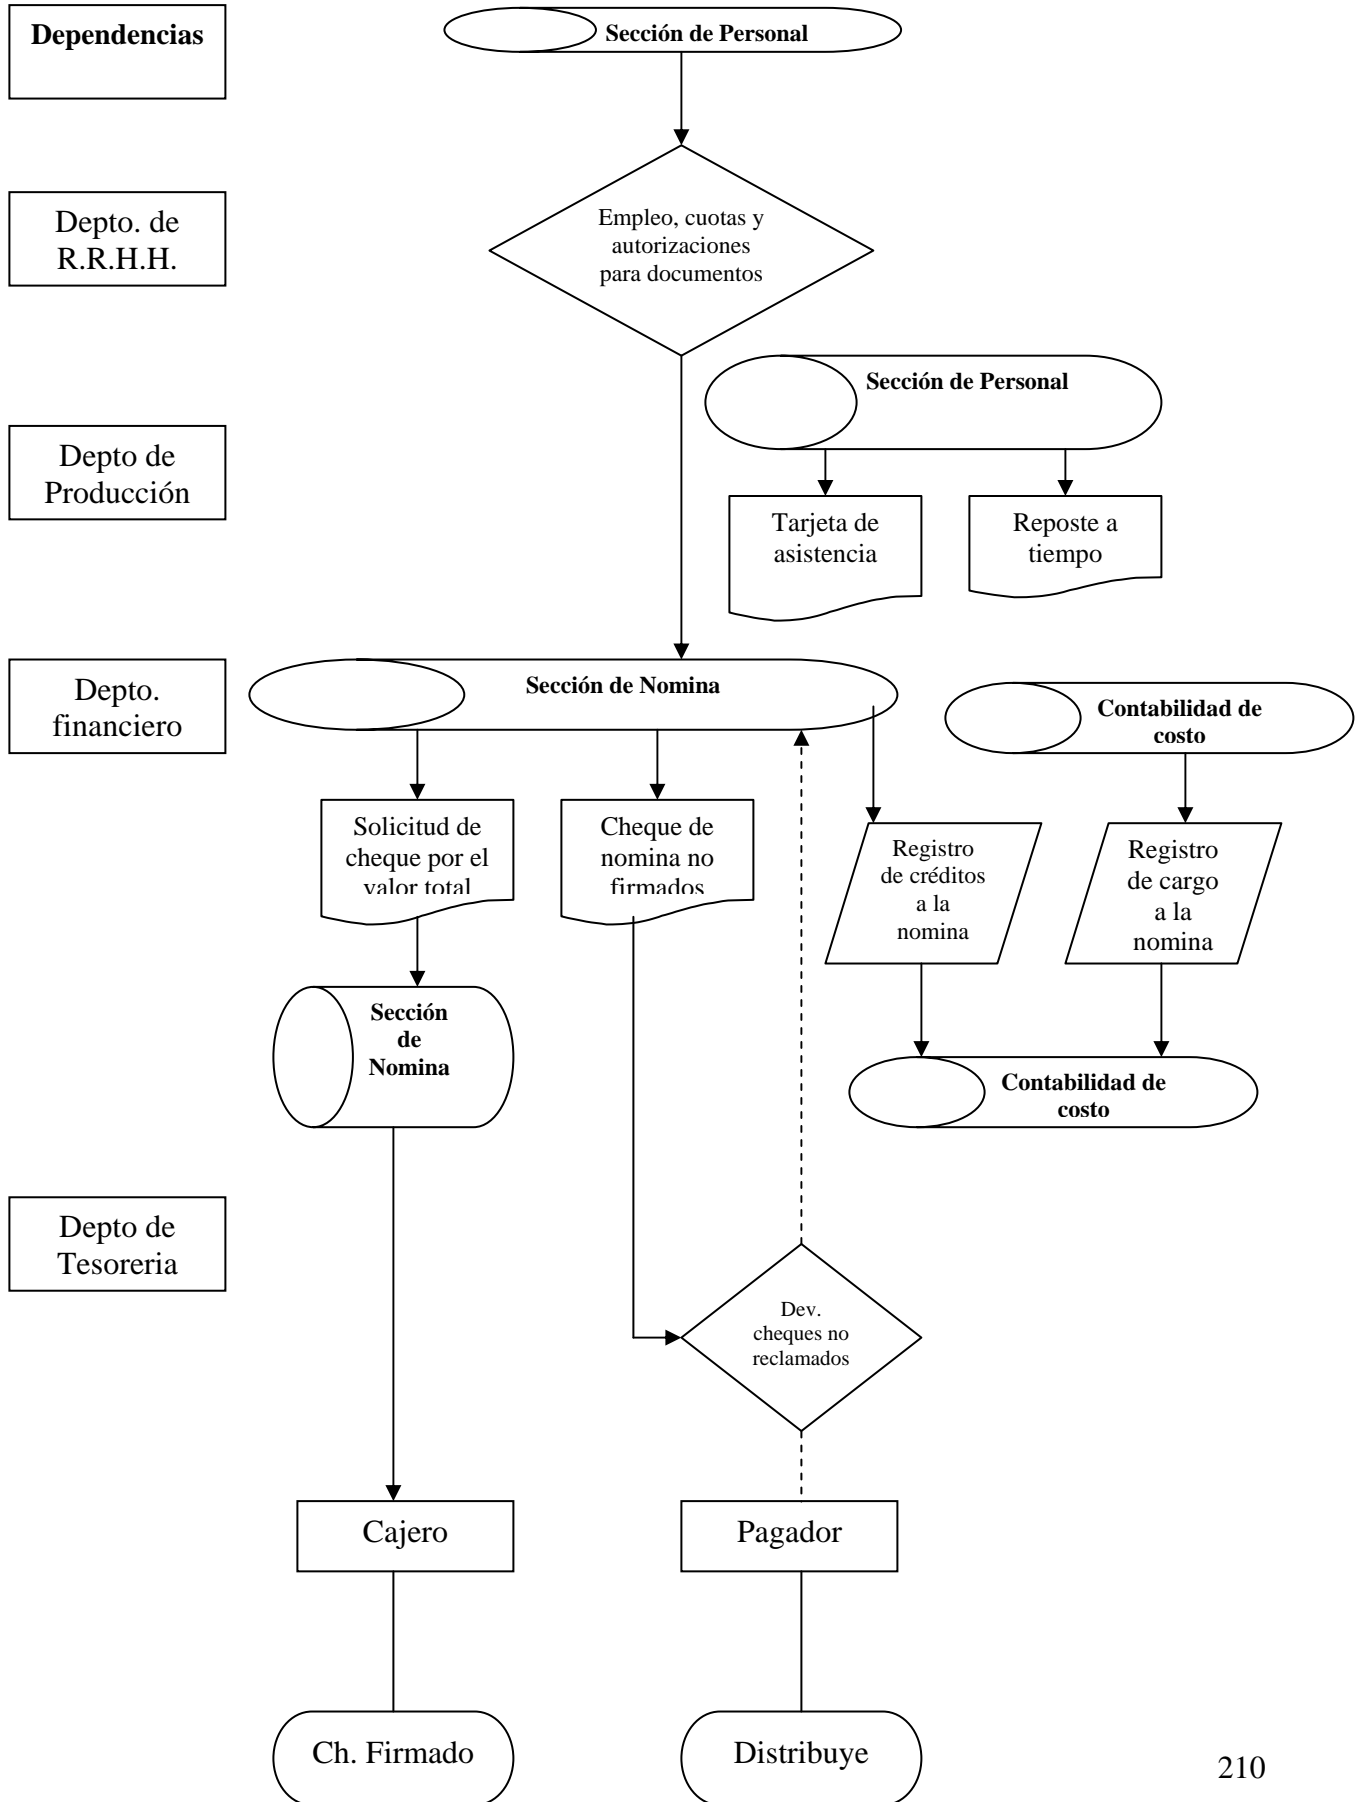 Dependencias
Sección de Personal
Depto. de
R.R.H.H.
Empleo, cuotas y
autorizaciones
para documentos
Sección de Personal
Depto de
Producción
Tarjeta de
asistencia
Reposte a
tiempo
Depto.
financiero
Sección de Nomina
Contabilidad de
costo
Solicitud de
cheque por el
valor total
Cheque de
nomina no
firmados
Registro
de créditos
a la
nomina
Registro
de cargo
a la
nomina
Sección
de
Nomina
Contabilidad de
costo
Depto de
Tesoreria
Dev.
cheques no
reclamados
Cajero
Pagador
Ch. Firmado
Distribuye
210